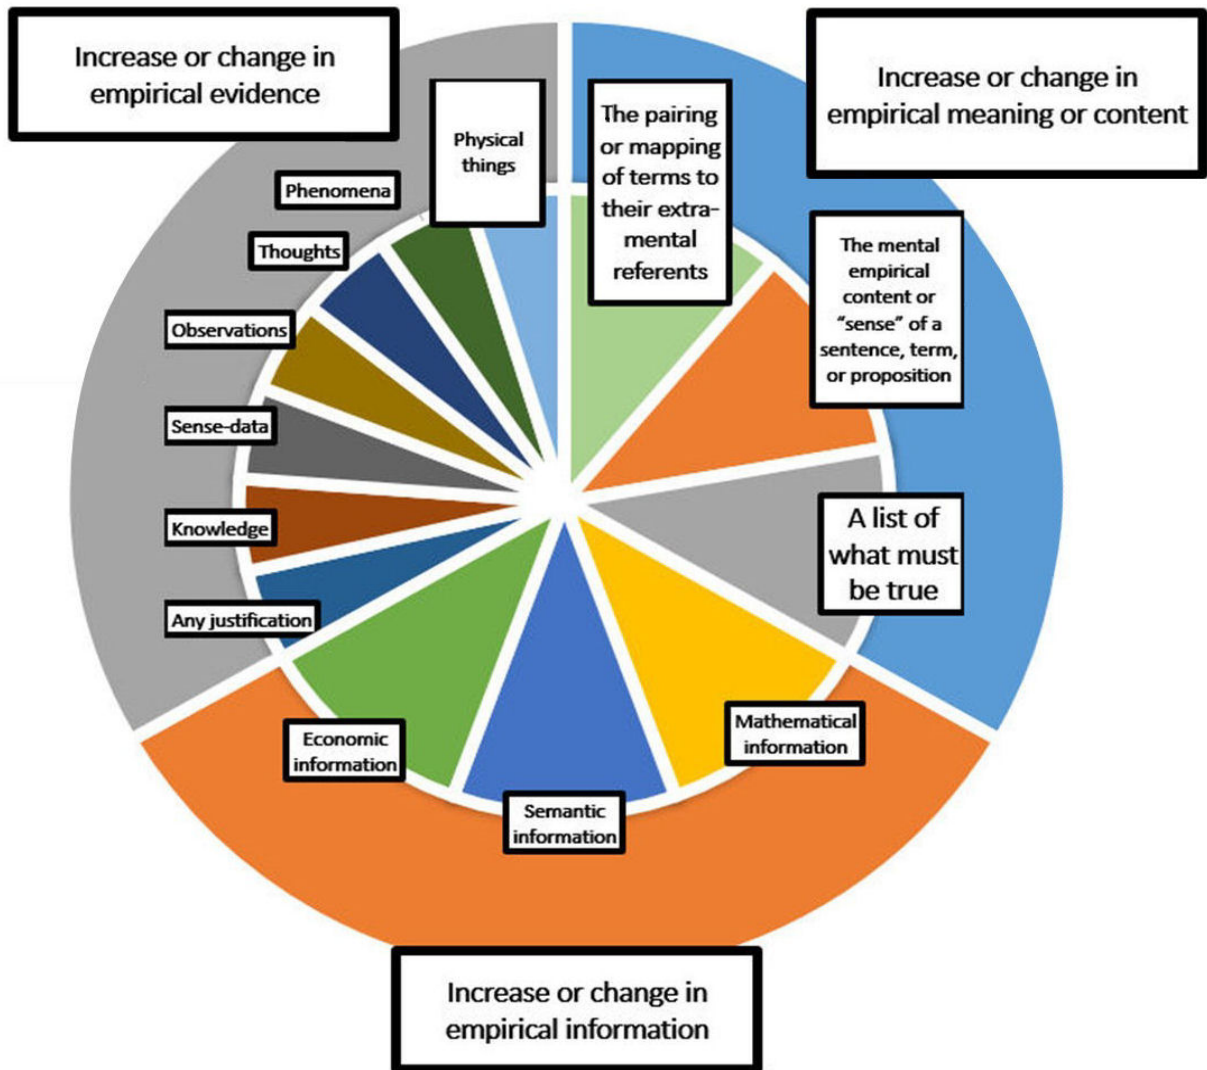 Increase or change in
empirical evidence
Increase or change in
empirical meaning or content
Physical
things
The pairing
or mapping
of terms to
their extra-
mental
referents
Phenomena
Thoughts
Observations
Sense-data
Knowledge
Any justification
The mental
empirical
content or
“sense” of a
sentence, term,
or proposition
A list of
what must
be true
Mathematical
information
Economic
information
Semantic
information
Increase or change in
empirical information